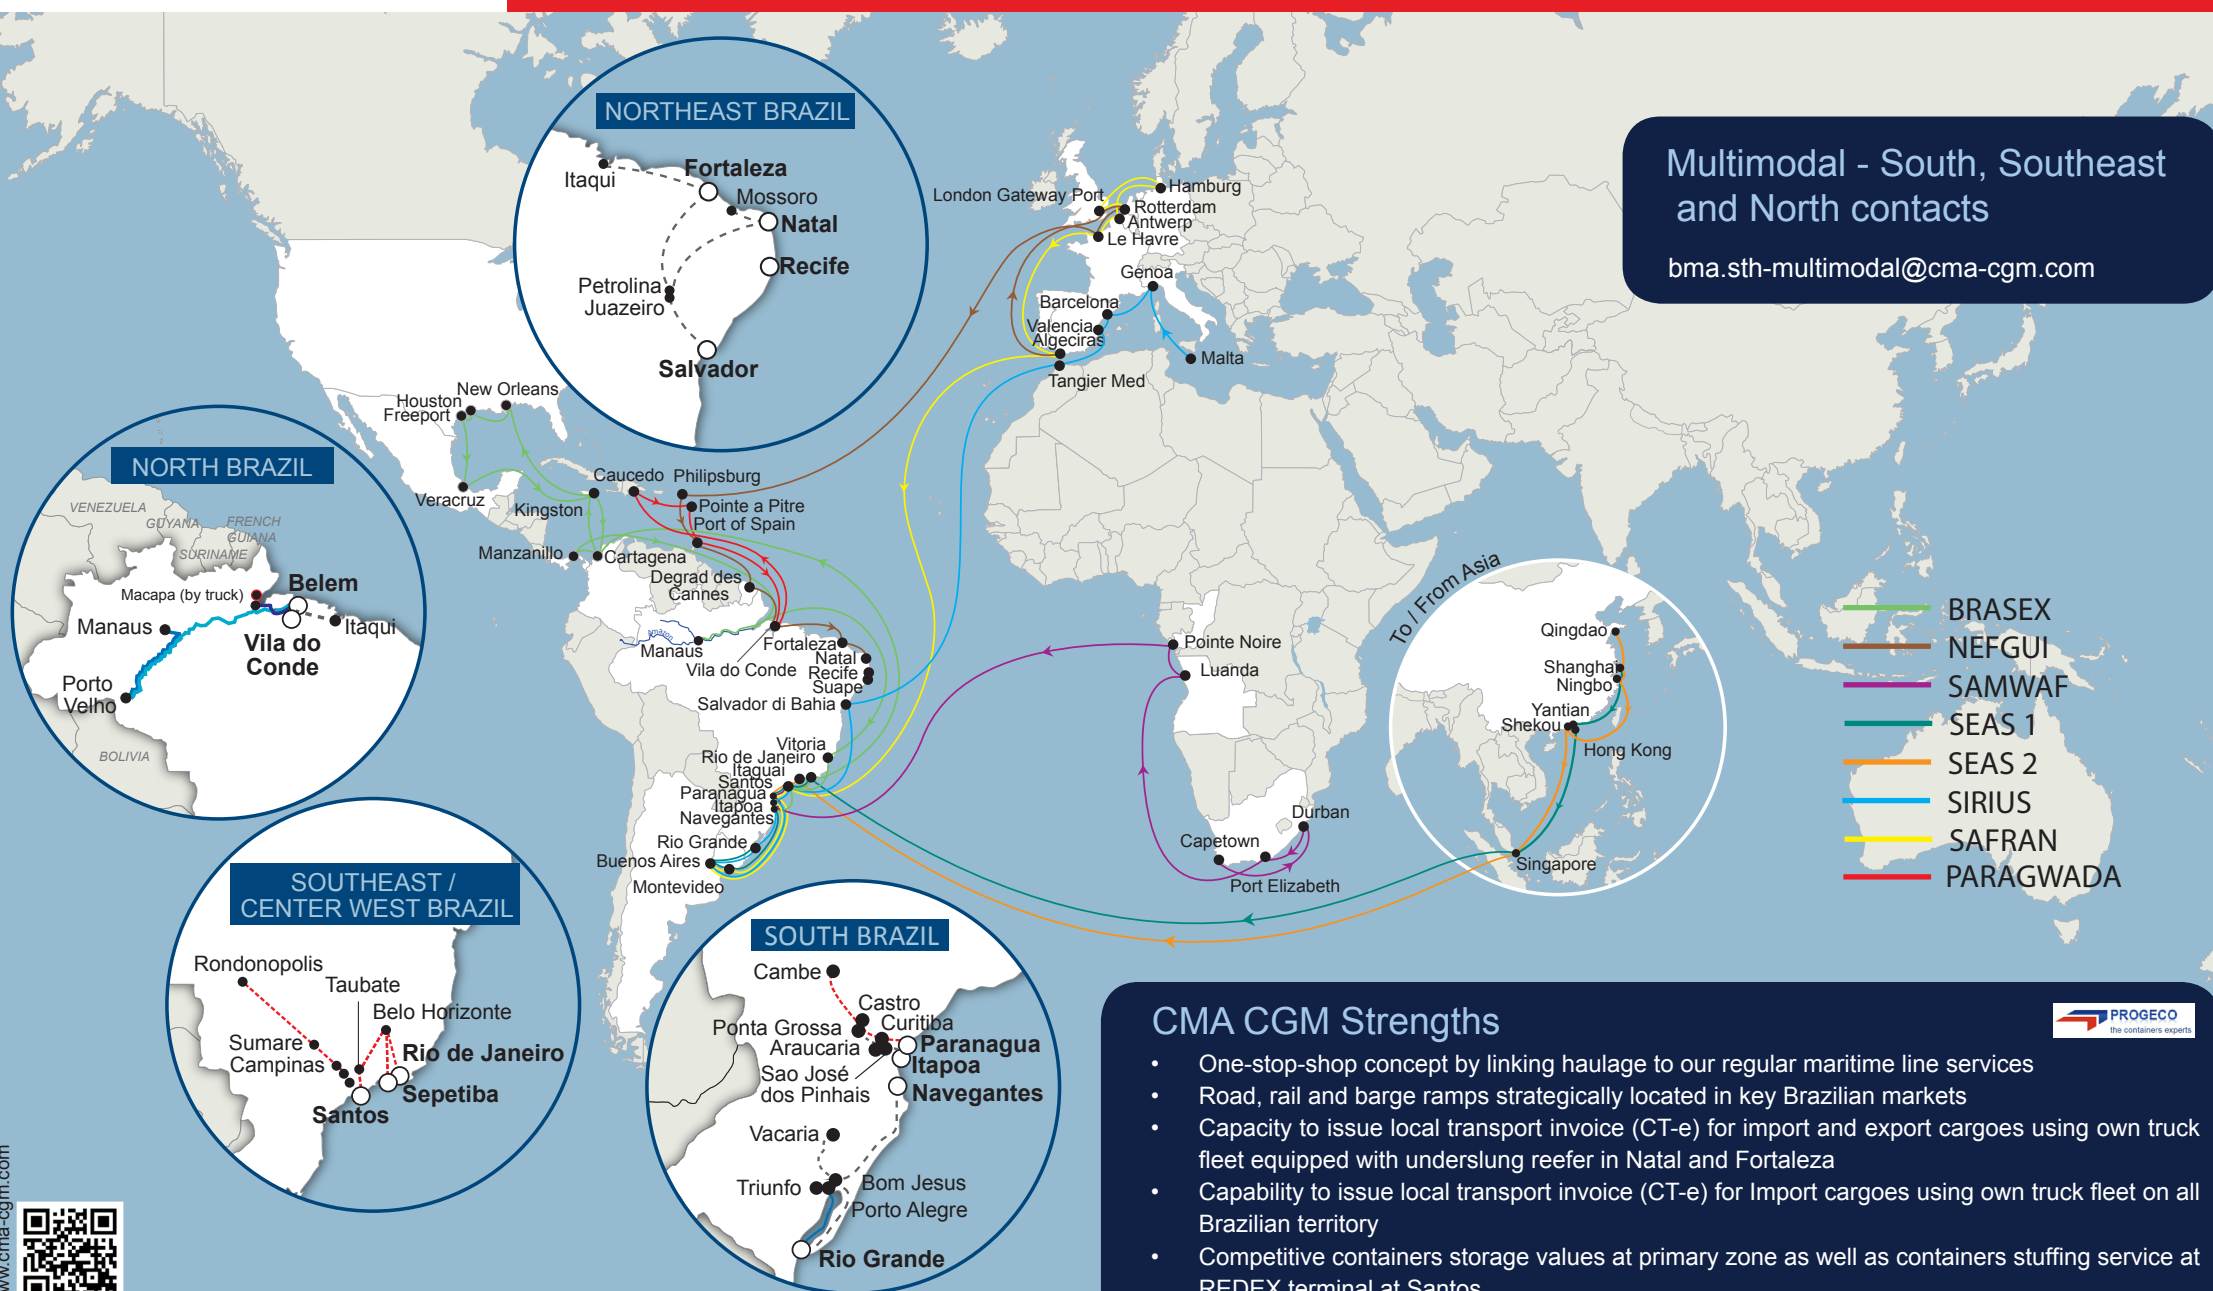 NORTHEAST BRAZIL
Itaqui
Fortaleza
Mossoro
Natal
Recife
Petrolina
Juazeiro
Salvador
Multimodal - South, Southeast
and North contacts
bma.sth-multimodal@cma-cgm.com
London Gateway Port
Hamburg
Rotterdam
Antwerp
Le Havre
Genoa
Barcelona
Valencia
Algeciras
Malta
Tangier Med
New Orleans
Houston
Freeport
Veracruz
Caucedo
Philipsburg
Kingston
Pointe a Pitre
Port of Spain
Manzanillo
Cartagena
Degrad des
Cannes
Amazon
Manaus
Vila do Conde
Fortaleza
Natal
Recife
Suape
Salvador di Bahia
Vitoria
Rio de Janeiro
Itaguai
Santos
Paranagua
Itapoa
Navegantes
Rio Grande
Buenos Aires
Montevideo
Pointe Noire
Luanda
Durban
Capetown
Port Elizabeth
To / From Asia
Qingdao
Shanghai
Ningbo
Yantian
Shekou
Hong Kong
Singapore
BRASEX
NEFGUI
SAMWAF
SEAS 1
SEAS 2
SIRIUS
SAFRAN
PARAGWADA
NORTH BRAZIL
VENEZUELA
GUYANA
FRENCH
GUIANA
SURINAME
Belem
Macapa (by truck)
Manaus
Itaqui
Vila do
Conde
Porto
Velho
BOLIVIA
SOUTHEAST /
CENTER WEST BRAZIL
Rondonopolis
Taubate
Belo Horizonte
Sumare
Campinas
Rio de Janeiro
Sepetiba
Santos
SOUTH BRAZIL
Cambe
Castro
Ponta Grossa
Curitiba
Araucaria
Paranagua
Itapoa
Sao José
dos Pinhais
Navegantes
Vacaria
Triunfo
Bom Jesus
Porto Alegre
Rio Grande
CMA CGM Strengths
PROGECO
the containers experts
• One-stop-shop concept by linking haulage to our regular maritime line services
• Road, rail and barge ramps strategically located in key Brazilian markets
• Capacity to issue local transport invoice (CT-e) for import and export cargoes using own truck
fleet equipped with underslung reefer in Natal and Fortaleza
• Capability to issue local transport invoice (CT-e) for Import cargoes using own truck fleet on all
Brazilian territory
• Competitive containers storage values at primary zone as well as containers stuffing service at
REDEX terminal at Santos
www.cma-cgm.com